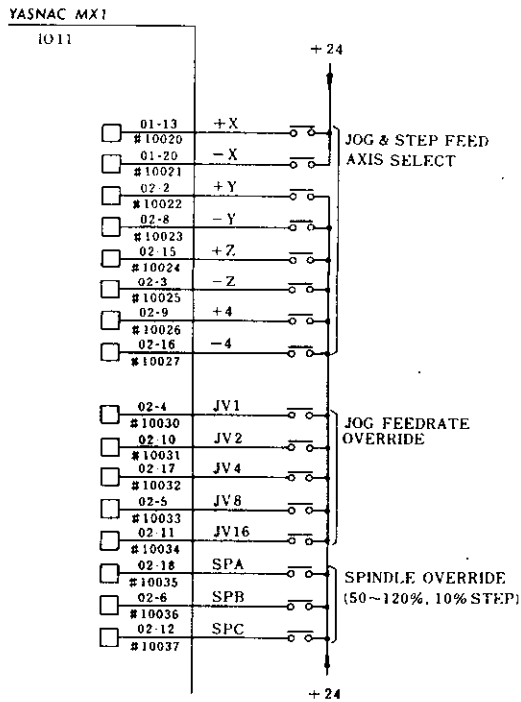 YASNAC MX1
IO11
+24
01-13 +X
#10020
01-20 -X
#10021
JOG & STEP FEED
AXIS SELECT
02-2 +Y
#10022
02-8 -Y
#10023
02-15 +Z
#10024
02-3 -Z
#10025
02-9 +4
#10026
02-16 -4
#10027
02-4 JV1
#10030
JOG FEEDRATE
OVERRIDE
02-10 JV2
#10031
02-17 JV4
#10032
02-5 JV8
#10033
02-11 JV16
#10034
02-18 SPA
#10035
SPINDLE OVERRIDE
(50~120%, 10% STEP)
02-6 SPB
#10036
02-12 SPC
#10037
+24